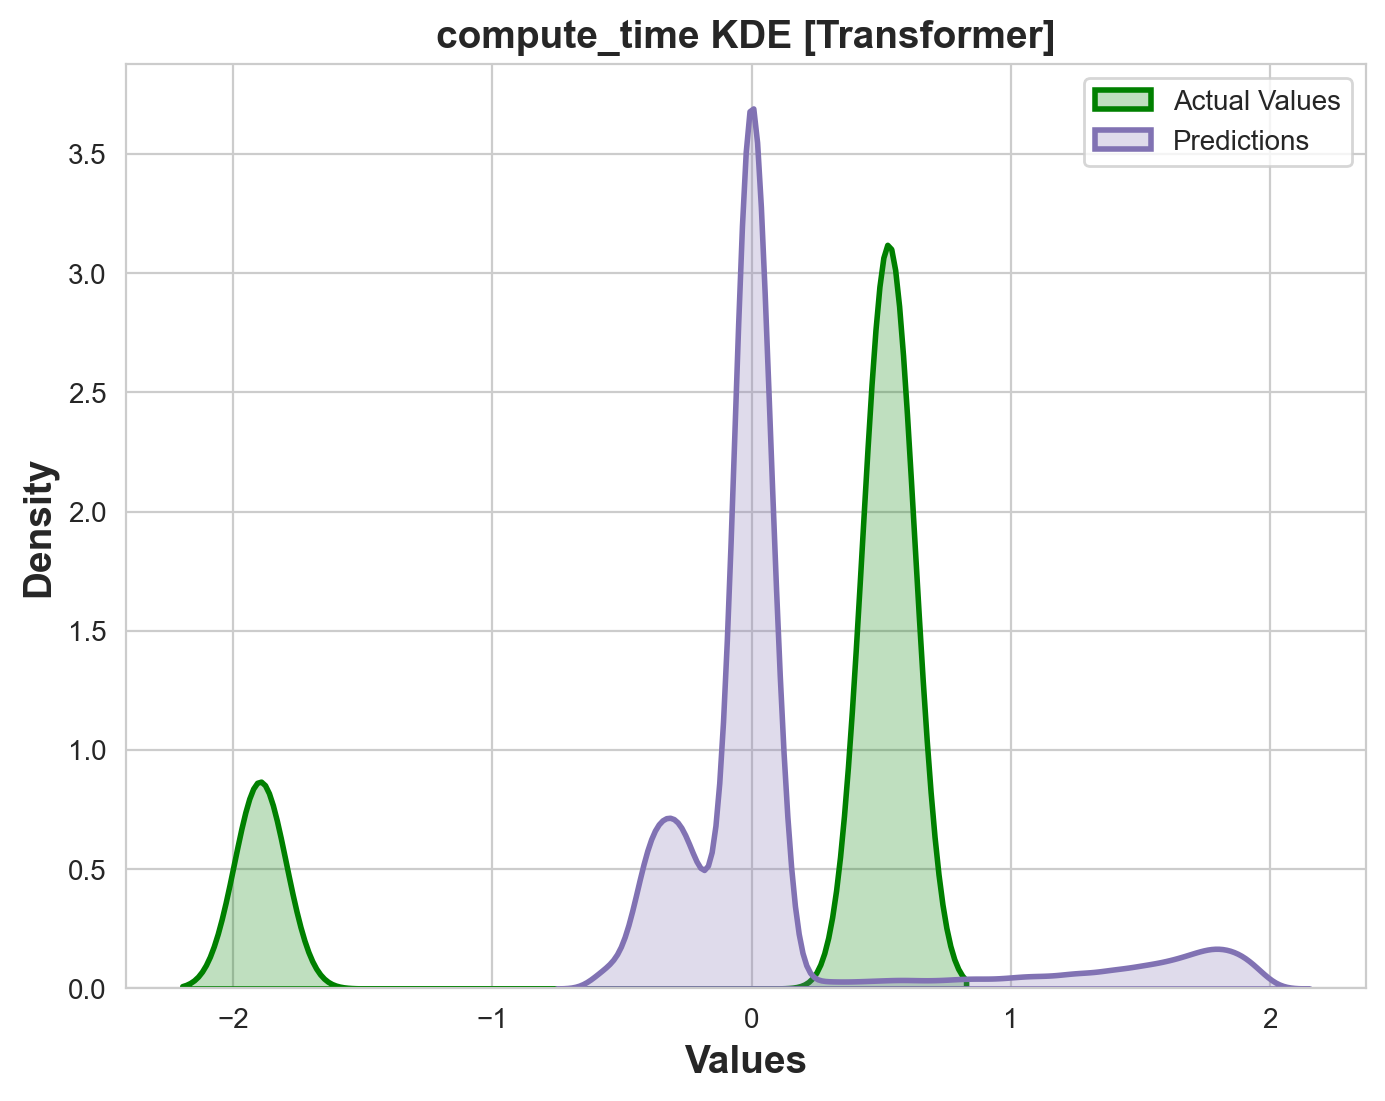 compute_time KDE [Transformer]
Actual Values
Predictions
3.5
3.0
2.5
2.0
1.5
1.0
0.5
0.0
Density
−2
−1
0
1
2
Values